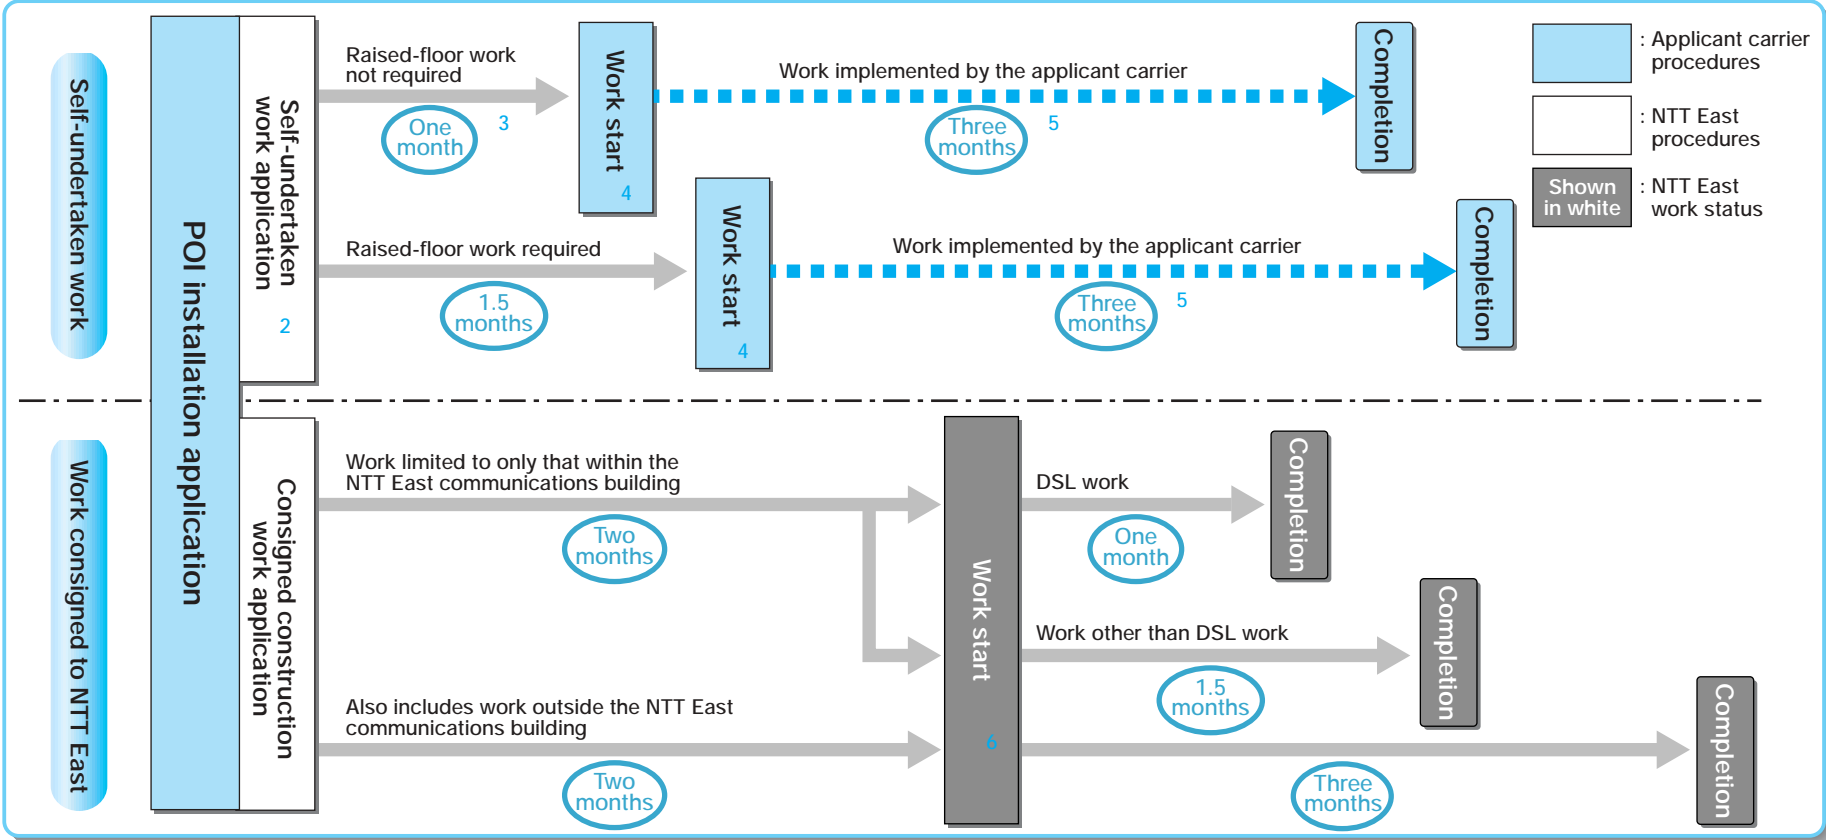 Self-undertaken work
POI installation application
Self-undertaken
work application
2
Raised-floor work
not required
One
month
3
Work start
4
Work implemented by the applicant carrier
Three
months
5
Completion
Raised-floor work required
1.5
months
Work start
4
Work implemented by the applicant carrier
Three
months
5
Completion
: Applicant carrier
procedures
: NTT East
procedures
Shown
in white
: NTT East
work status
Work consigned to NTT East
Consigned construction
work application
Work limited to only that within the
NTT East communications building
Two
months
Also includes work outside the NTT East
communications building
Two
months
Work start
6
DSL work
One
month
Completion
Work other than DSL work
1.5
months
Completion
Three
months
Completion